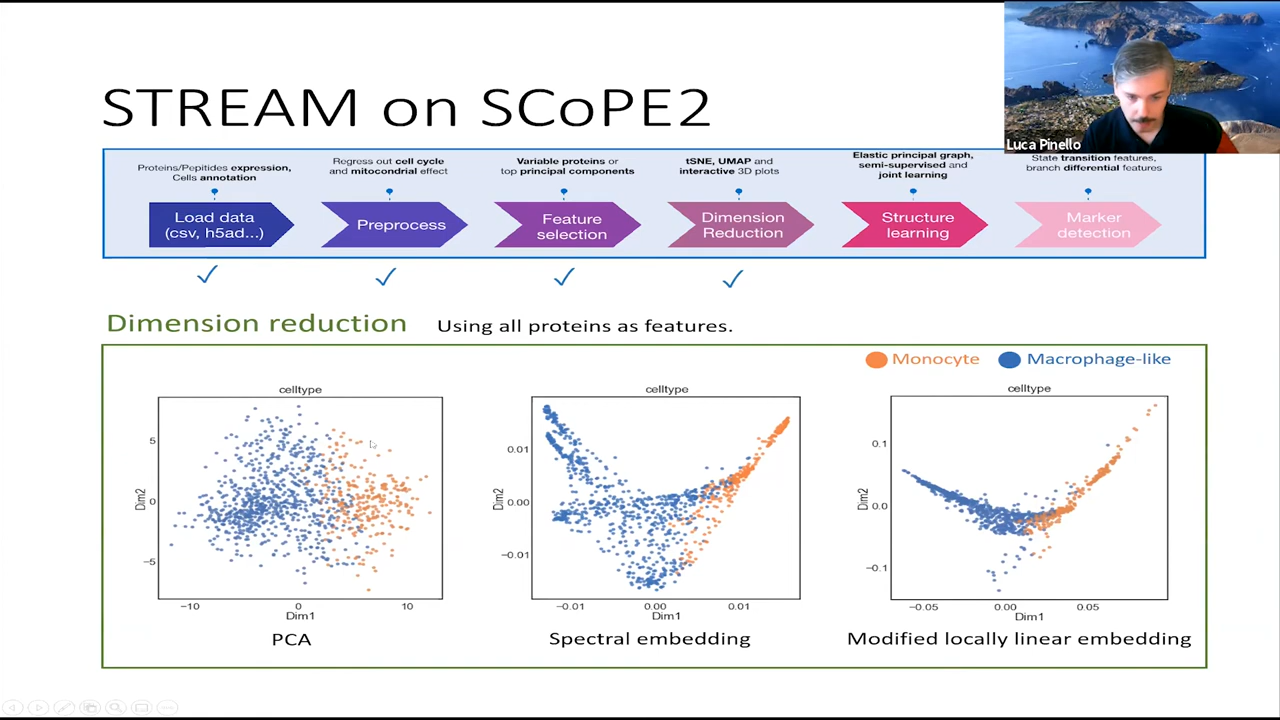 STREAM on SCoPE2
Luca Pinello
Proteins/Pepitides expression,
Cells annotation
Regress out cell cycle
and mitocondrial effect
Variable proteins or
top principal components
tSNE, UMAP and
interactive 3D plots
Elastic principal graph,
semi-supervised and
joint learning
State transition features,
branch differential features
Load data
(csv, h5ad...)
Preprocess
Feature
selection
Dimension
Reduction
Structure
learning
Marker
detection
Dimension reduction Using all proteins as features.
Monocyte Macrophage-like
celltype
5
0
−5
Dim2
−10 0 10
Dim1
PCA
celltype
0.01
0.00
−0.01
Dim2
−0.01 0.00 0.01
Dim1
Spectral embedding
celltype
0.1
0.0
−0.1
Dim2
−0.05 0.00 0.05
Dim1
Modified locally linear embedding